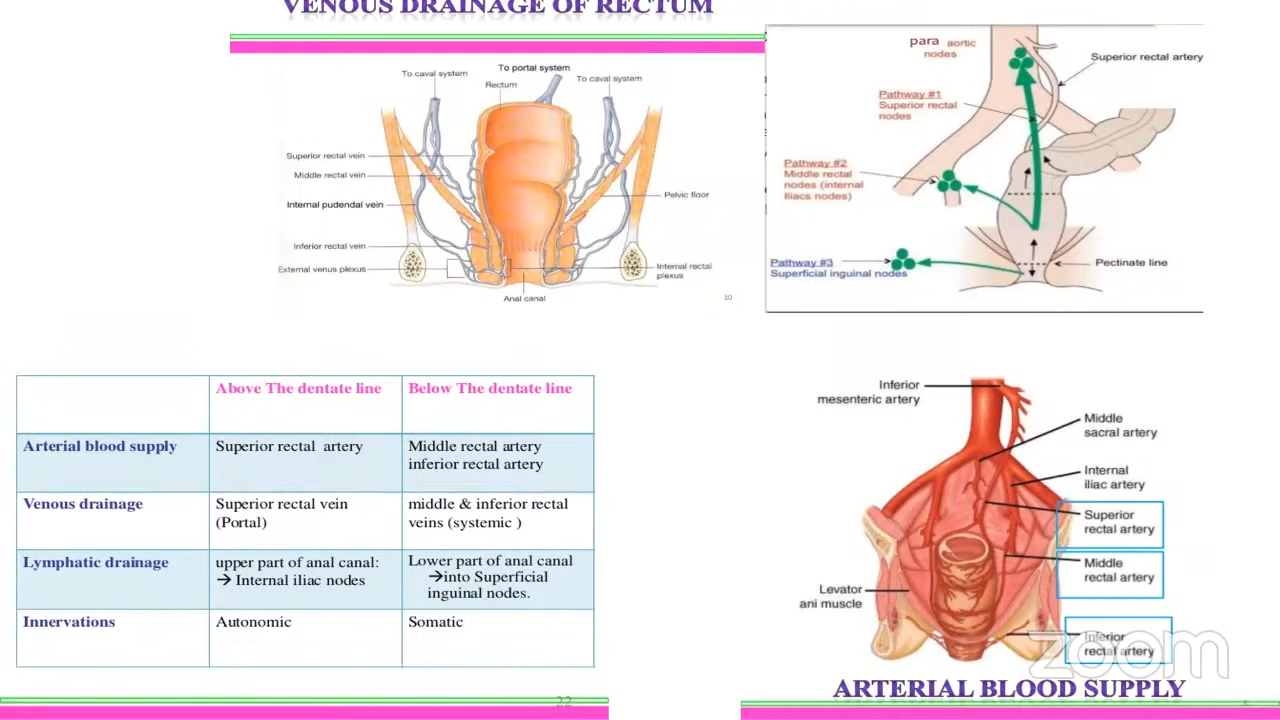 VENOUS DRAINAGE OF RECTUM
To caval system
To portal system
To caval system
Rectum
Superior rectal vein
Middle rectal vein
Internal pudendal vein
Inferior rectal vein
External venus plexus
Pelvic floor
Internal rectal
plexus
Anal canal
10
para aortic
nodes
Superior rectal artery
Pathway #1
Superior rectal
nodes
Pathway #2
Middle rectal
nodes (internal
Iliacs nodes)
Pathway #3
Superficial inguinal nodes
Pectinate line
Above The dentate line
Below The dentate line
Arterial blood supply
Superior rectal artery
Middle rectal artery
inferior rectal artery
Venous drainage
Superior rectal vein
(Portal)
middle & inferior rectal
veins (systemic )
Lymphatic drainage
upper part of anal canal:
→ Internal iliac nodes
Lower part of anal canal
→into Superficial
inguinal nodes.
Innervations
Autonomic
Somatic
22
Inferior
mesenteric artery
Middle
sacral artery
Internal
iliac artery
Superior
rectal artery
Middle
rectal artery
Levator
ani muscle
Inferior
rectal artery
zoom
ARTERIAL BLOOD SUPPLY